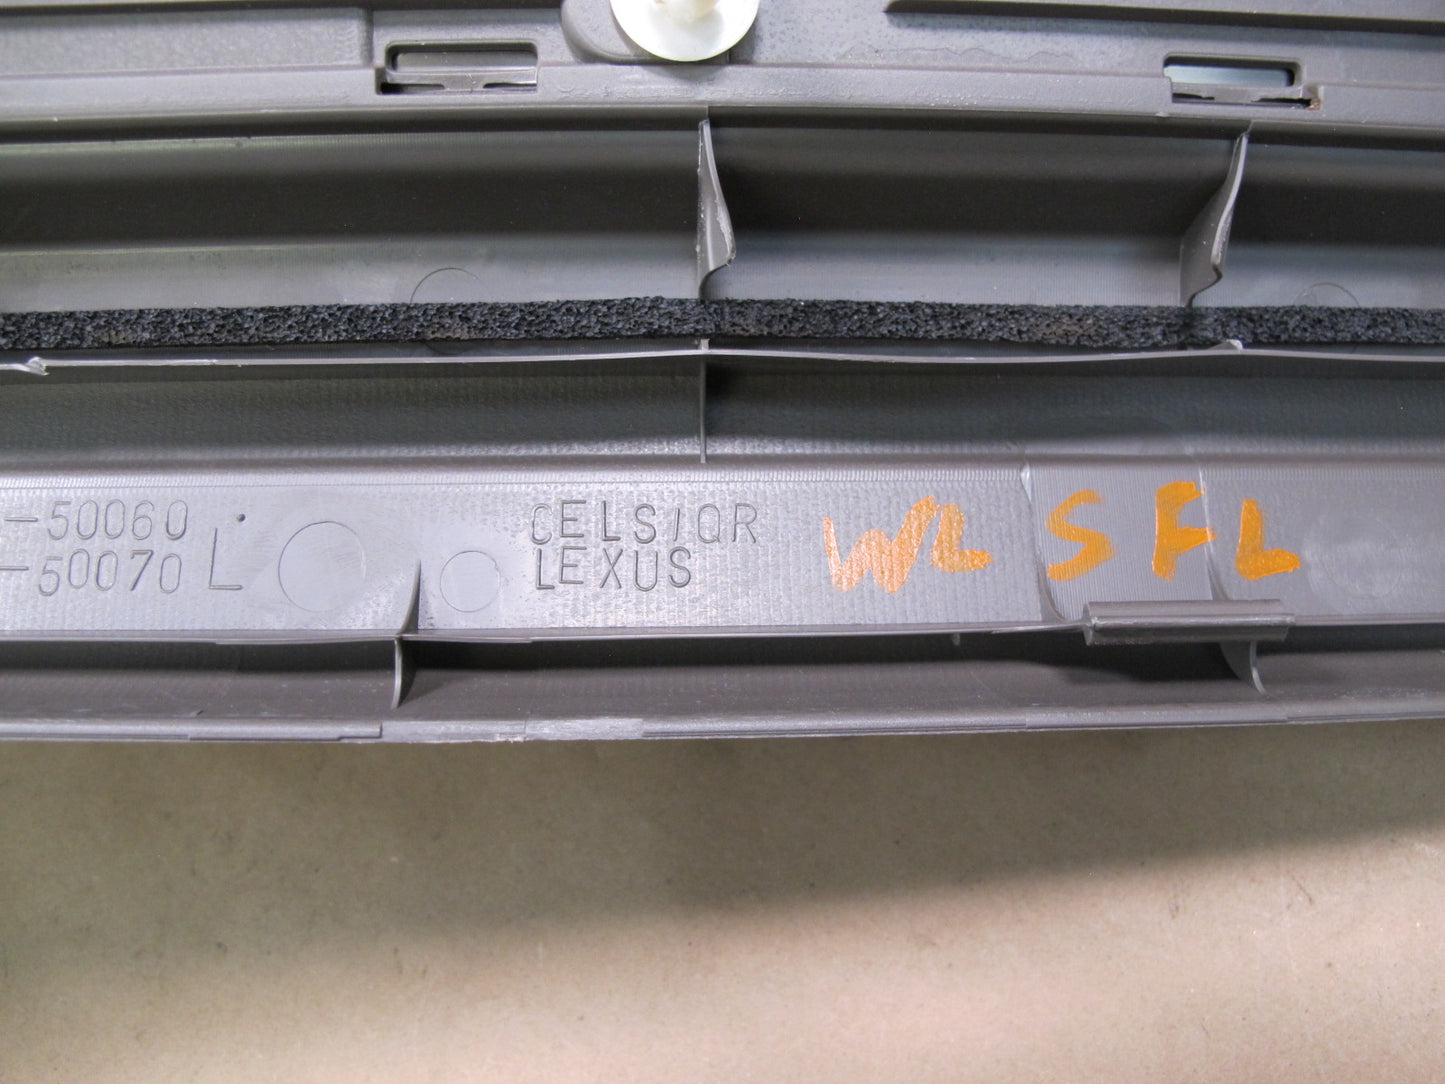 -50060
-50070 L
CELSIOR
LEXUS
WL SFL